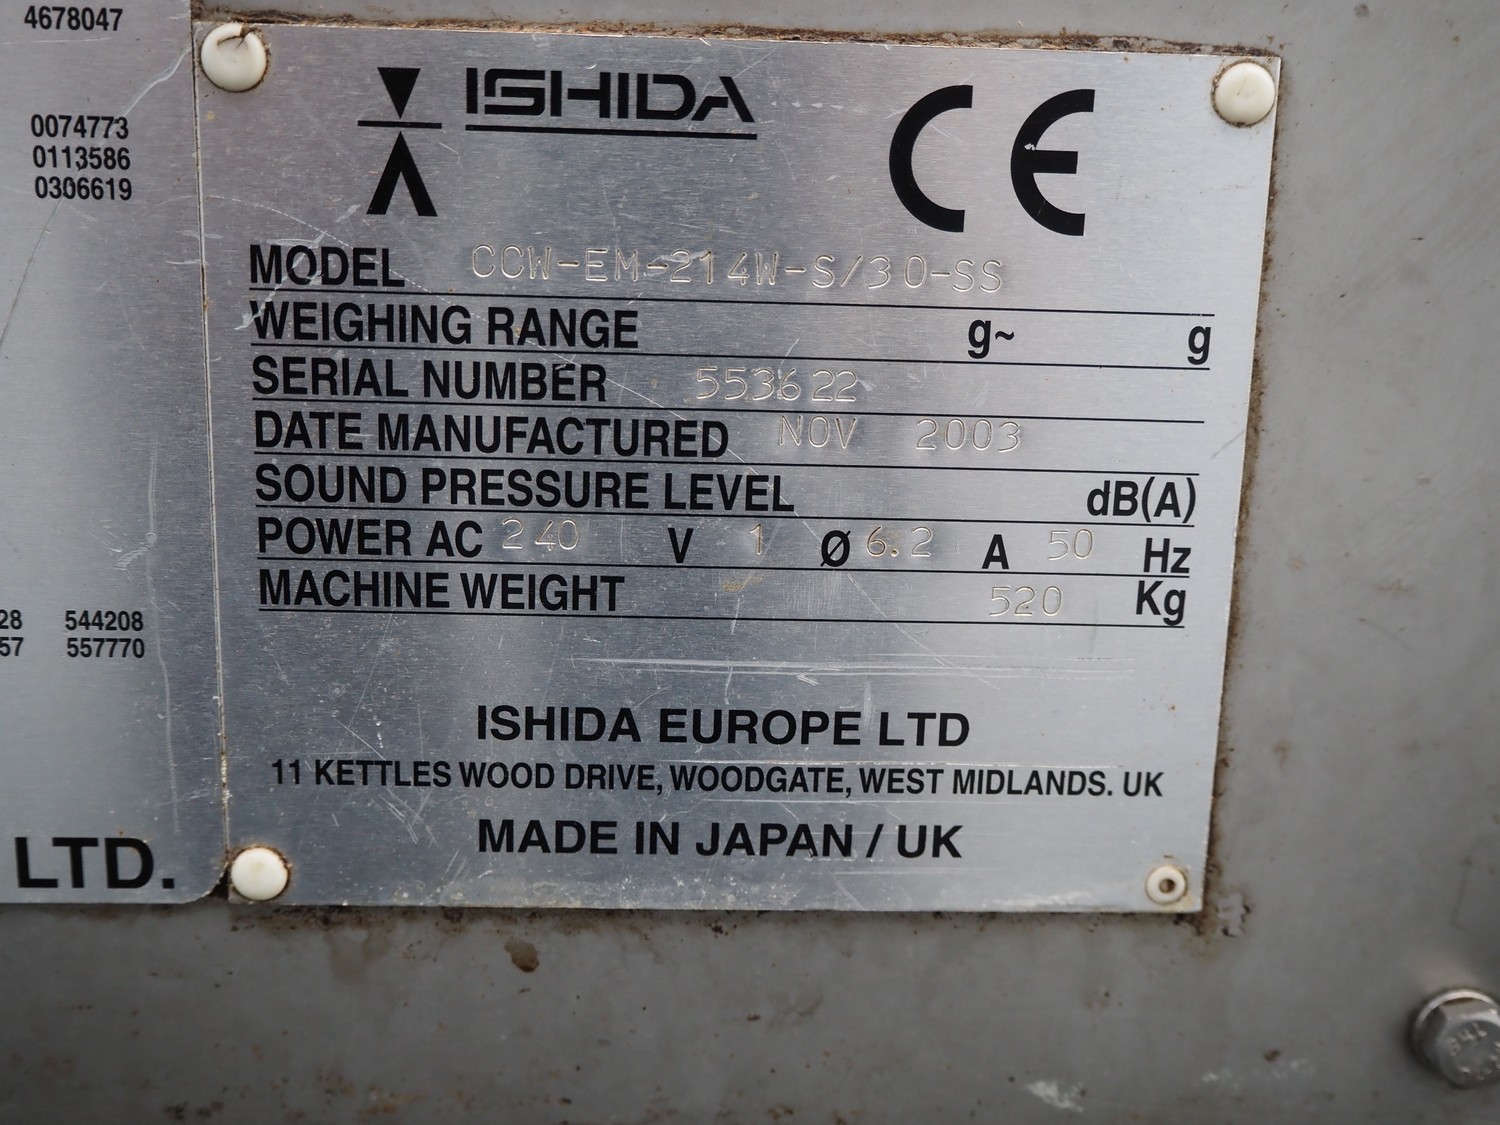 4678047
0074773
0113586
0306619
28 544208
57 557770
LTD.
ISHIDA
CE
MODEL CCW-EM-214W-S/30-SS
WEIGHING RANGE g~ g
SERIAL NUMBER 553622
DATE MANUFACTURED NOV 2003
SOUND PRESSURE LEVEL dB(A)
POWER AC 240 V 1 Ø 6.2 A 50 Hz
MACHINE WEIGHT 520 Kg
ISHIDA EUROPE LTD
11 KETTLES WOOD DRIVE, WOODGATE, WEST MIDLANDS. UK
MADE IN JAPAN / UK